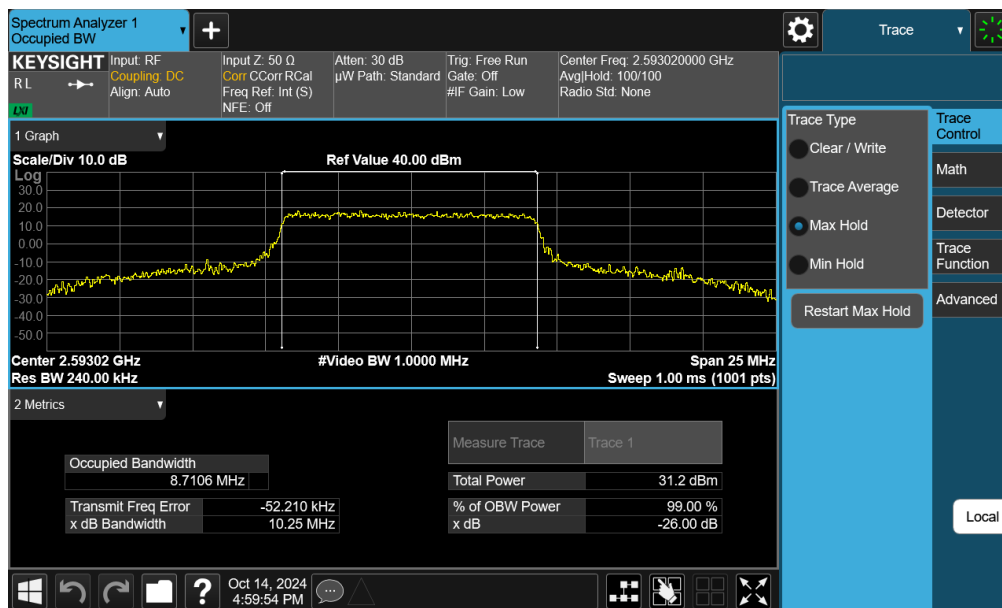 Spectrum Analyzer 1
Occupied BW
+
Trace
KEYSIGHT
R L
LXI
Input: RF
Coupling: DC
Align: Auto
Input Z: 50 Ω
Corr CCorr RCal
Freq Ref: Int (S)
NFE: Off
Atten: 30 dB
µW Path: Standard
Trig: Free Run
Gate: Off
#IF Gain: Low
Center Freq: 2.593020000 GHz
Avg|Hold: 100/100
Radio Std: None
1 Graph
Scale/Div 10.0 dB
Ref Value 40.00 dBm
Log
30.0
20.0
10.0
0.00
-10.0
-20.0
-30.0
-40.0
-50.0
Center 2.59302 GHz
#Video BW 1.0000 MHz
Span 25 MHz
Res BW 240.00 kHz
Sweep 1.00 ms (1001 pts)
2 Metrics
Measure Trace
Trace 1
Occupied Bandwidth
8.7106 MHz
Total Power
31.2 dBm
Transmit Freq Error
-52.210 kHz
% of OBW Power
99.00 %
x dB Bandwidth
10.25 MHz
x dB
-26.00 dB
Trace Type
Clear / Write
Trace Average
Max Hold
Min Hold
Restart Max Hold
Trace
Control
Math
Detector
Trace
Function
Advanced
Local
?
Oct 14, 2024
4:59:54 PM